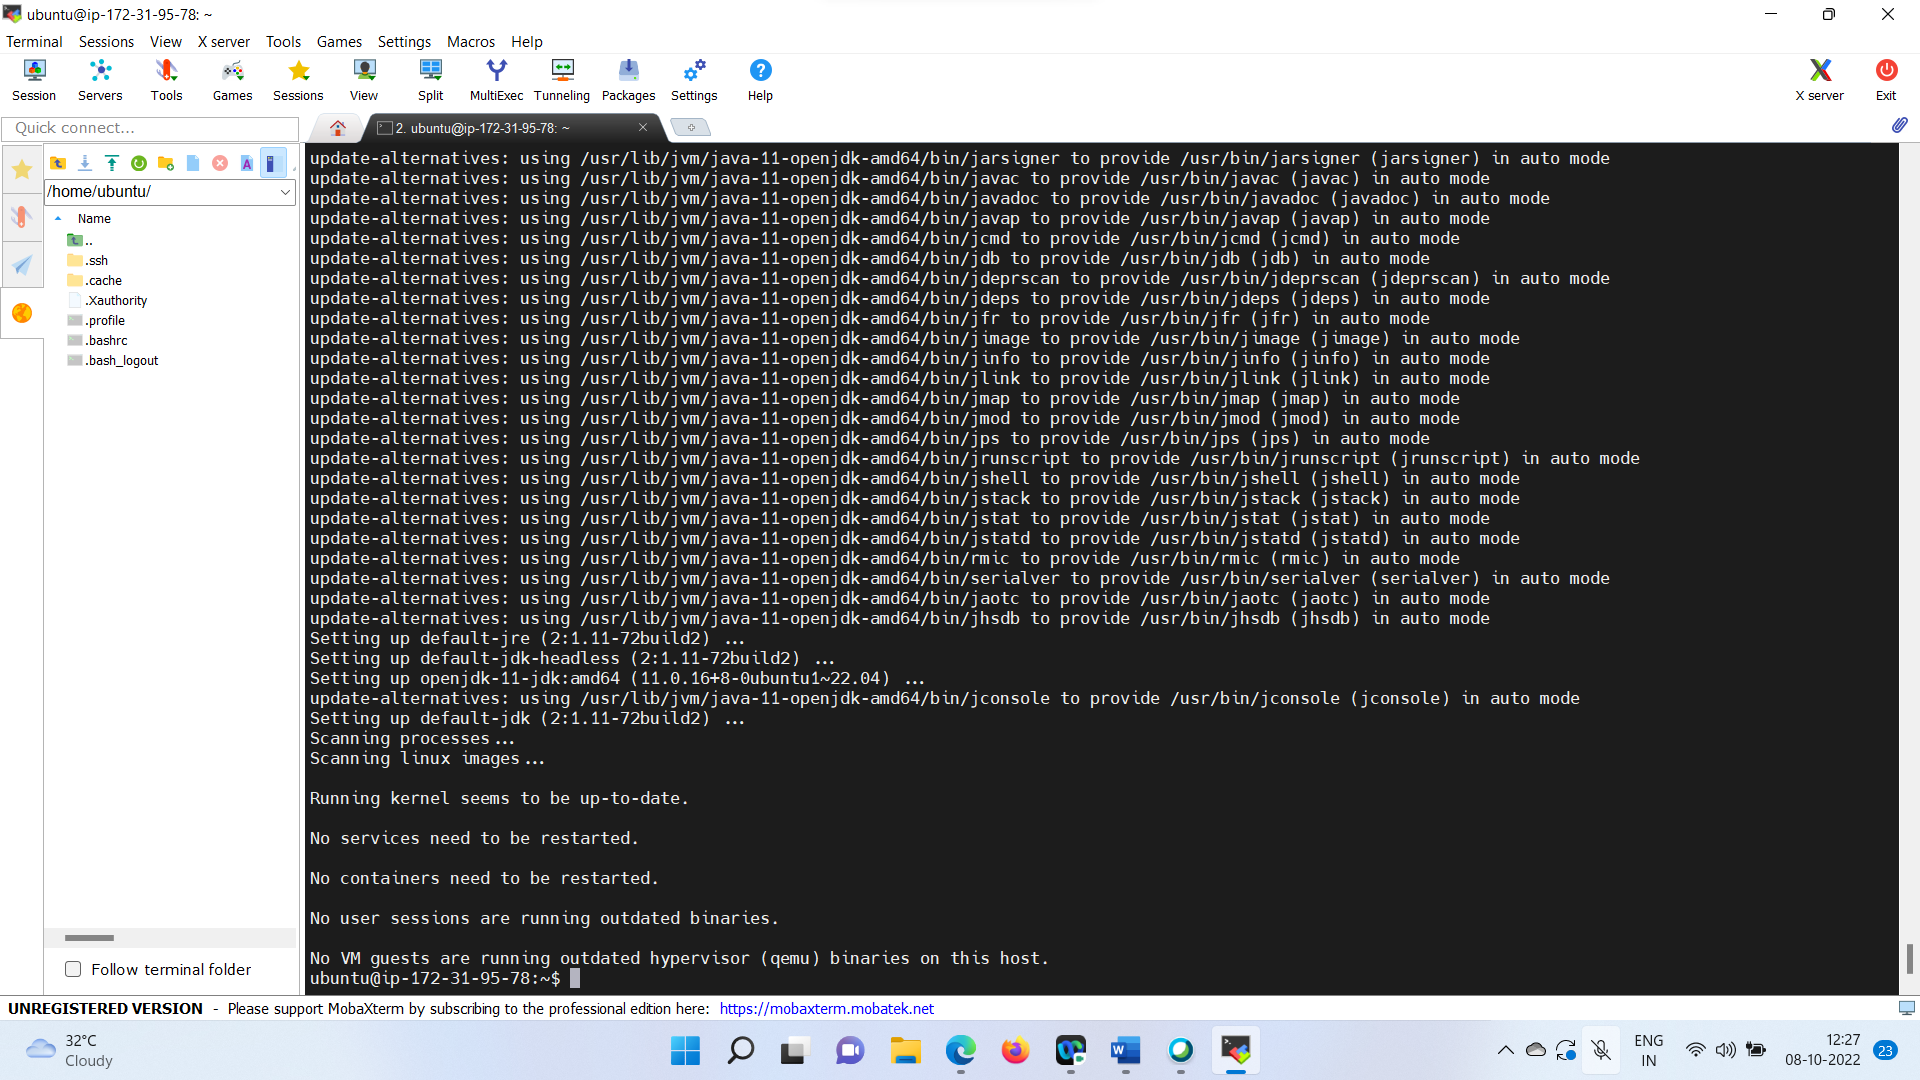 ubuntu@ip-172-31-95-78: ~
Terminal Sessions View X server Tools Games Settings Macros Help
Session Servers Tools Games Sessions View Split MultiExec Tunneling Packages Settings Help X server Exit
Quick connect...
2. ubuntu@ip-172-31-95-78: ~
/home/ubuntu/
Name
..
.ssh
.cache
.Xauthority
.profile
.bashrc
.bash_logout
Follow terminal folder
update-alternatives: using /usr/lib/jvm/java-11-openjdk-amd64/bin/jarsigner to provide /usr/bin/jarsigner (jarsigner) in auto mode
update-alternatives: using /usr/lib/jvm/java-11-openjdk-amd64/bin/javac to provide /usr/bin/javac (javac) in auto mode
update-alternatives: using /usr/lib/jvm/java-11-openjdk-amd64/bin/javadoc to provide /usr/bin/javadoc (javadoc) in auto mode
update-alternatives: using /usr/lib/jvm/java-11-openjdk-amd64/bin/javap to provide /usr/bin/javap (javap) in auto mode
update-alternatives: using /usr/lib/jvm/java-11-openjdk-amd64/bin/jcmd to provide /usr/bin/jcmd (jcmd) in auto mode
update-alternatives: using /usr/lib/jvm/java-11-openjdk-amd64/bin/jdb to provide /usr/bin/jdb (jdb) in auto mode
update-alternatives: using /usr/lib/jvm/java-11-openjdk-amd64/bin/jdeprscan to provide /usr/bin/jdeprscan (jdeprscan) in auto mode
update-alternatives: using /usr/lib/jvm/java-11-openjdk-amd64/bin/jdeps to provide /usr/bin/jdeps (jdeps) in auto mode
update-alternatives: using /usr/lib/jvm/java-11-openjdk-amd64/bin/jfr to provide /usr/bin/jfr (jfr) in auto mode
update-alternatives: using /usr/lib/jvm/java-11-openjdk-amd64/bin/jimage to provide /usr/bin/jimage (jimage) in auto mode
update-alternatives: using /usr/lib/jvm/java-11-openjdk-amd64/bin/jinfo to provide /usr/bin/jinfo (jinfo) in auto mode
update-alternatives: using /usr/lib/jvm/java-11-openjdk-amd64/bin/jlink to provide /usr/bin/jlink (jlink) in auto mode
update-alternatives: using /usr/lib/jvm/java-11-openjdk-amd64/bin/jmap to provide /usr/bin/jmap (jmap) in auto mode
update-alternatives: using /usr/lib/jvm/java-11-openjdk-amd64/bin/jmod to provide /usr/bin/jmod (jmod) in auto mode
update-alternatives: using /usr/lib/jvm/java-11-openjdk-amd64/bin/jps to provide /usr/bin/jps (jps) in auto mode
update-alternatives: using /usr/lib/jvm/java-11-openjdk-amd64/bin/jrunscript to provide /usr/bin/jrunscript (jrunscript) in auto mode
update-alternatives: using /usr/lib/jvm/java-11-openjdk-amd64/bin/jshell to provide /usr/bin/jshell (jshell) in auto mode
update-alternatives: using /usr/lib/jvm/java-11-openjdk-amd64/bin/jstack to provide /usr/bin/jstack (jstack) in auto mode
update-alternatives: using /usr/lib/jvm/java-11-openjdk-amd64/bin/jstat to provide /usr/bin/jstat (jstat) in auto mode
update-alternatives: using /usr/lib/jvm/java-11-openjdk-amd64/bin/jstatd to provide /usr/bin/jstatd (jstatd) in auto mode
update-alternatives: using /usr/lib/jvm/java-11-openjdk-amd64/bin/rmic to provide /usr/bin/rmic (rmic) in auto mode
update-alternatives: using /usr/lib/jvm/java-11-openjdk-amd64/bin/serialver to provide /usr/bin/serialver (serialver) in auto mode
update-alternatives: using /usr/lib/jvm/java-11-openjdk-amd64/bin/jaotc to provide /usr/bin/jaotc (jaotc) in auto mode
update-alternatives: using /usr/lib/jvm/java-11-openjdk-amd64/bin/jhsdb to provide /usr/bin/jhsdb (jhsdb) in auto mode
Setting up default-jre (2:1.11-72build2) ...
Setting up default-jdk-headless (2:1.11-72build2) ...
Setting up openjdk-11-jdk:amd64 (11.0.16+8-0ubuntu1~22.04) ...
update-alternatives: using /usr/lib/jvm/java-11-openjdk-amd64/bin/jconsole to provide /usr/bin/jconsole (jconsole) in auto mode
Setting up default-jdk (2:1.11-72build2) ...
Scanning processes...
Scanning linux images...
Running kernel seems to be up-to-date.
No services need to be restarted.
No containers need to be restarted.
No user sessions are running outdated binaries.
No VM guests are running outdated hypervisor (qemu) binaries on this host.
ubuntu@ip-172-31-95-78:~$
UNREGISTERED VERSION - Please support MobaXterm by subscribing to the professional edition here: https://mobaxterm.mobatek.net
32°C
Cloudy
ENG
IN
12:27
08-10-2022
23